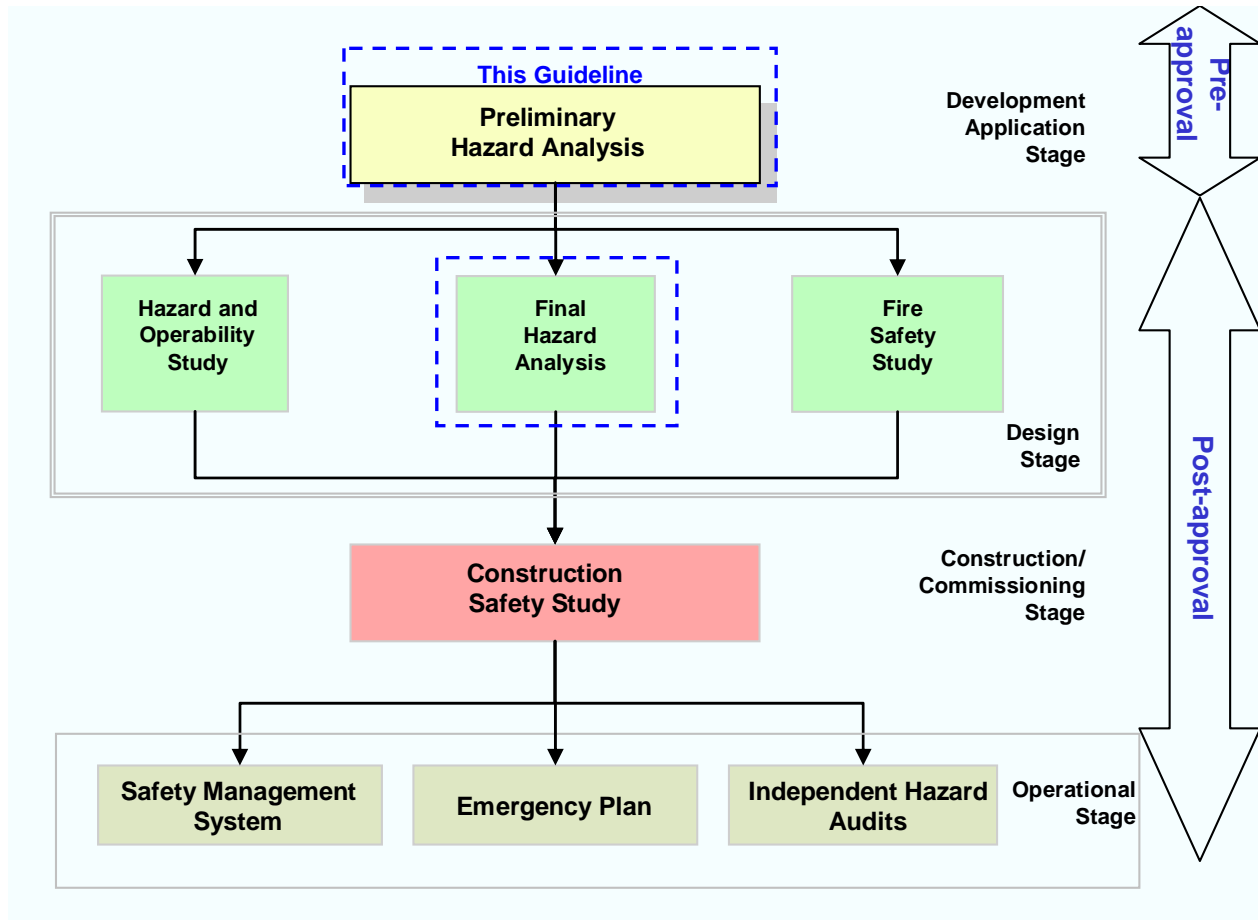 This Guideline
Preliminary
Hazard Analysis
Development
Application
Stage
Pre-
approval
Hazard and
Operability
Study
Final
Hazard
Analysis
Fire
Safety
Study
Design
Stage
Post-approval
Construction
Safety Study
Construction/
Commissioning
Stage
Safety Management
System
Emergency Plan
Independent Hazard
Audits
Operational
Stage